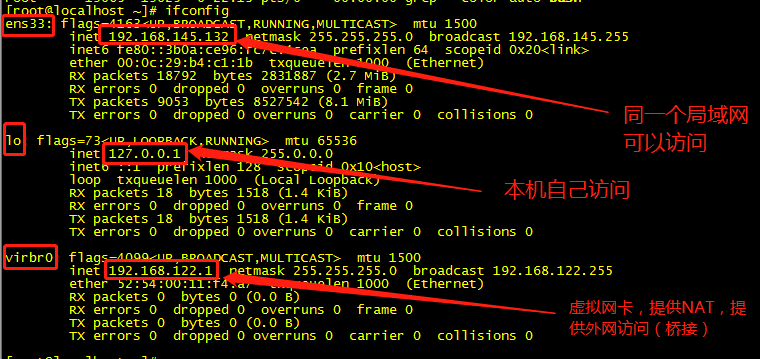 [root@localhost ~]# ifconfig
ens33: flags=4163<UP,BROADCAST,RUNNING,MULTICAST> mtu 1500
inet 192.168.145.132 netmask 255.255.255.0 broadcast 192.168.145.255
inet6 prefixlen 64 scopeid 0x20<link>
ether 00:0c:29:b4:c1:1b txqueuelen 1000 (Ethernet)
RX packets 18792 bytes 2831887 (2.7 MiB)
RX errors 0 dropped 0 overruns 0 frame 0
TX packets 9053 bytes 8527542 (8.1 MiB)
TX errors 0 dropped 0 overruns 0 carrier 0 collisions 0
同一个局域网
可以访问
lo flags=73<UP,LOOPBACK,RUNNING> mtu 65536
inet 127.0.0.1 netmask 255.0.0.0
inet6 ::1 prefixlen 128 scopeid 0x10<host>
loop txqueuelen 1000 (Local Loopback)
RX packets 18 bytes 1518 (1.4 KiB)
RX errors 0 dropped 0 overruns 0 frame 0
TX packets 18 bytes 1518 (1.4 KiB)
TX errors 0 dropped 0 overruns 0 carrier 0 collisions 0
本机自己访问
virbr0: flags=4099<UP,BROADCAST,MULTICAST> mtu 1500
inet 192.168.122.1 netmask 255.255.255.0 broadcast 192.168.122.255
ether txqueuelen 1000 (Ethernet)
RX packets 0 bytes 0 (0.0 B)
RX errors 0 dropped 0 overruns 0 frame 0
TX packets 0 bytes 0 (0.0 B)
TX errors 0 dropped 0 overruns 0 carrier 0 collisions 0
虚拟网卡，提供NAT，提
供外网访问（桥接）